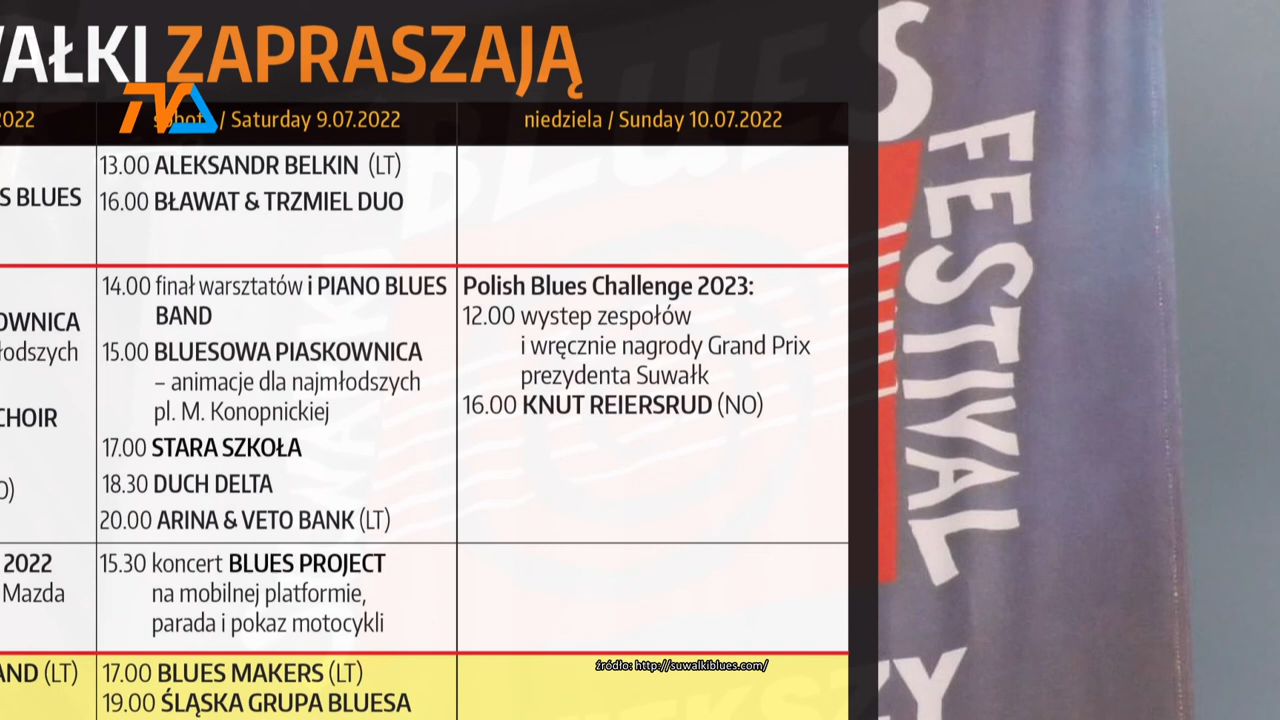 WAŁKI ZAPRASZAJĄ
2022
sobota / Saturday 9.07.2022
niedziela / Sunday 10.07.2022
S BLUES
13.00 ALEKSANDR BELKIN (LT)
16.00 BŁAWAT & TRZMIEL DUO
OWNICA
łodszych
CHOIR
O)
14.00 finał warsztatów i PIANO BLUES
BAND
15.00 BLUESOWA PIASKOWNICA
– animacje dla najmłodszych
pl. M. Konopnickiej
17.00 STARA SZKOŁA
18.30 DUCH DELTA
20.00 ARINA & VETO BANK (LT)
Polish Blues Challenge 2023:
12.00 wystep zespołów
i wręcznie nagrody Grand Prix
prezydenta Suwałk
16.00 KNUT REIERSRUD (NO)
2022
Mazda
15.30 koncert BLUES PROJECT
na mobilnej platformie,
parada i pokaz motocykli
AND (LT)
17.00 BLUES MAKERS (LT)
19.00 ŚLĄSKA GRUPA BLUESA
źródło: http://suwalkiblues.com/
S
FESTIVAL